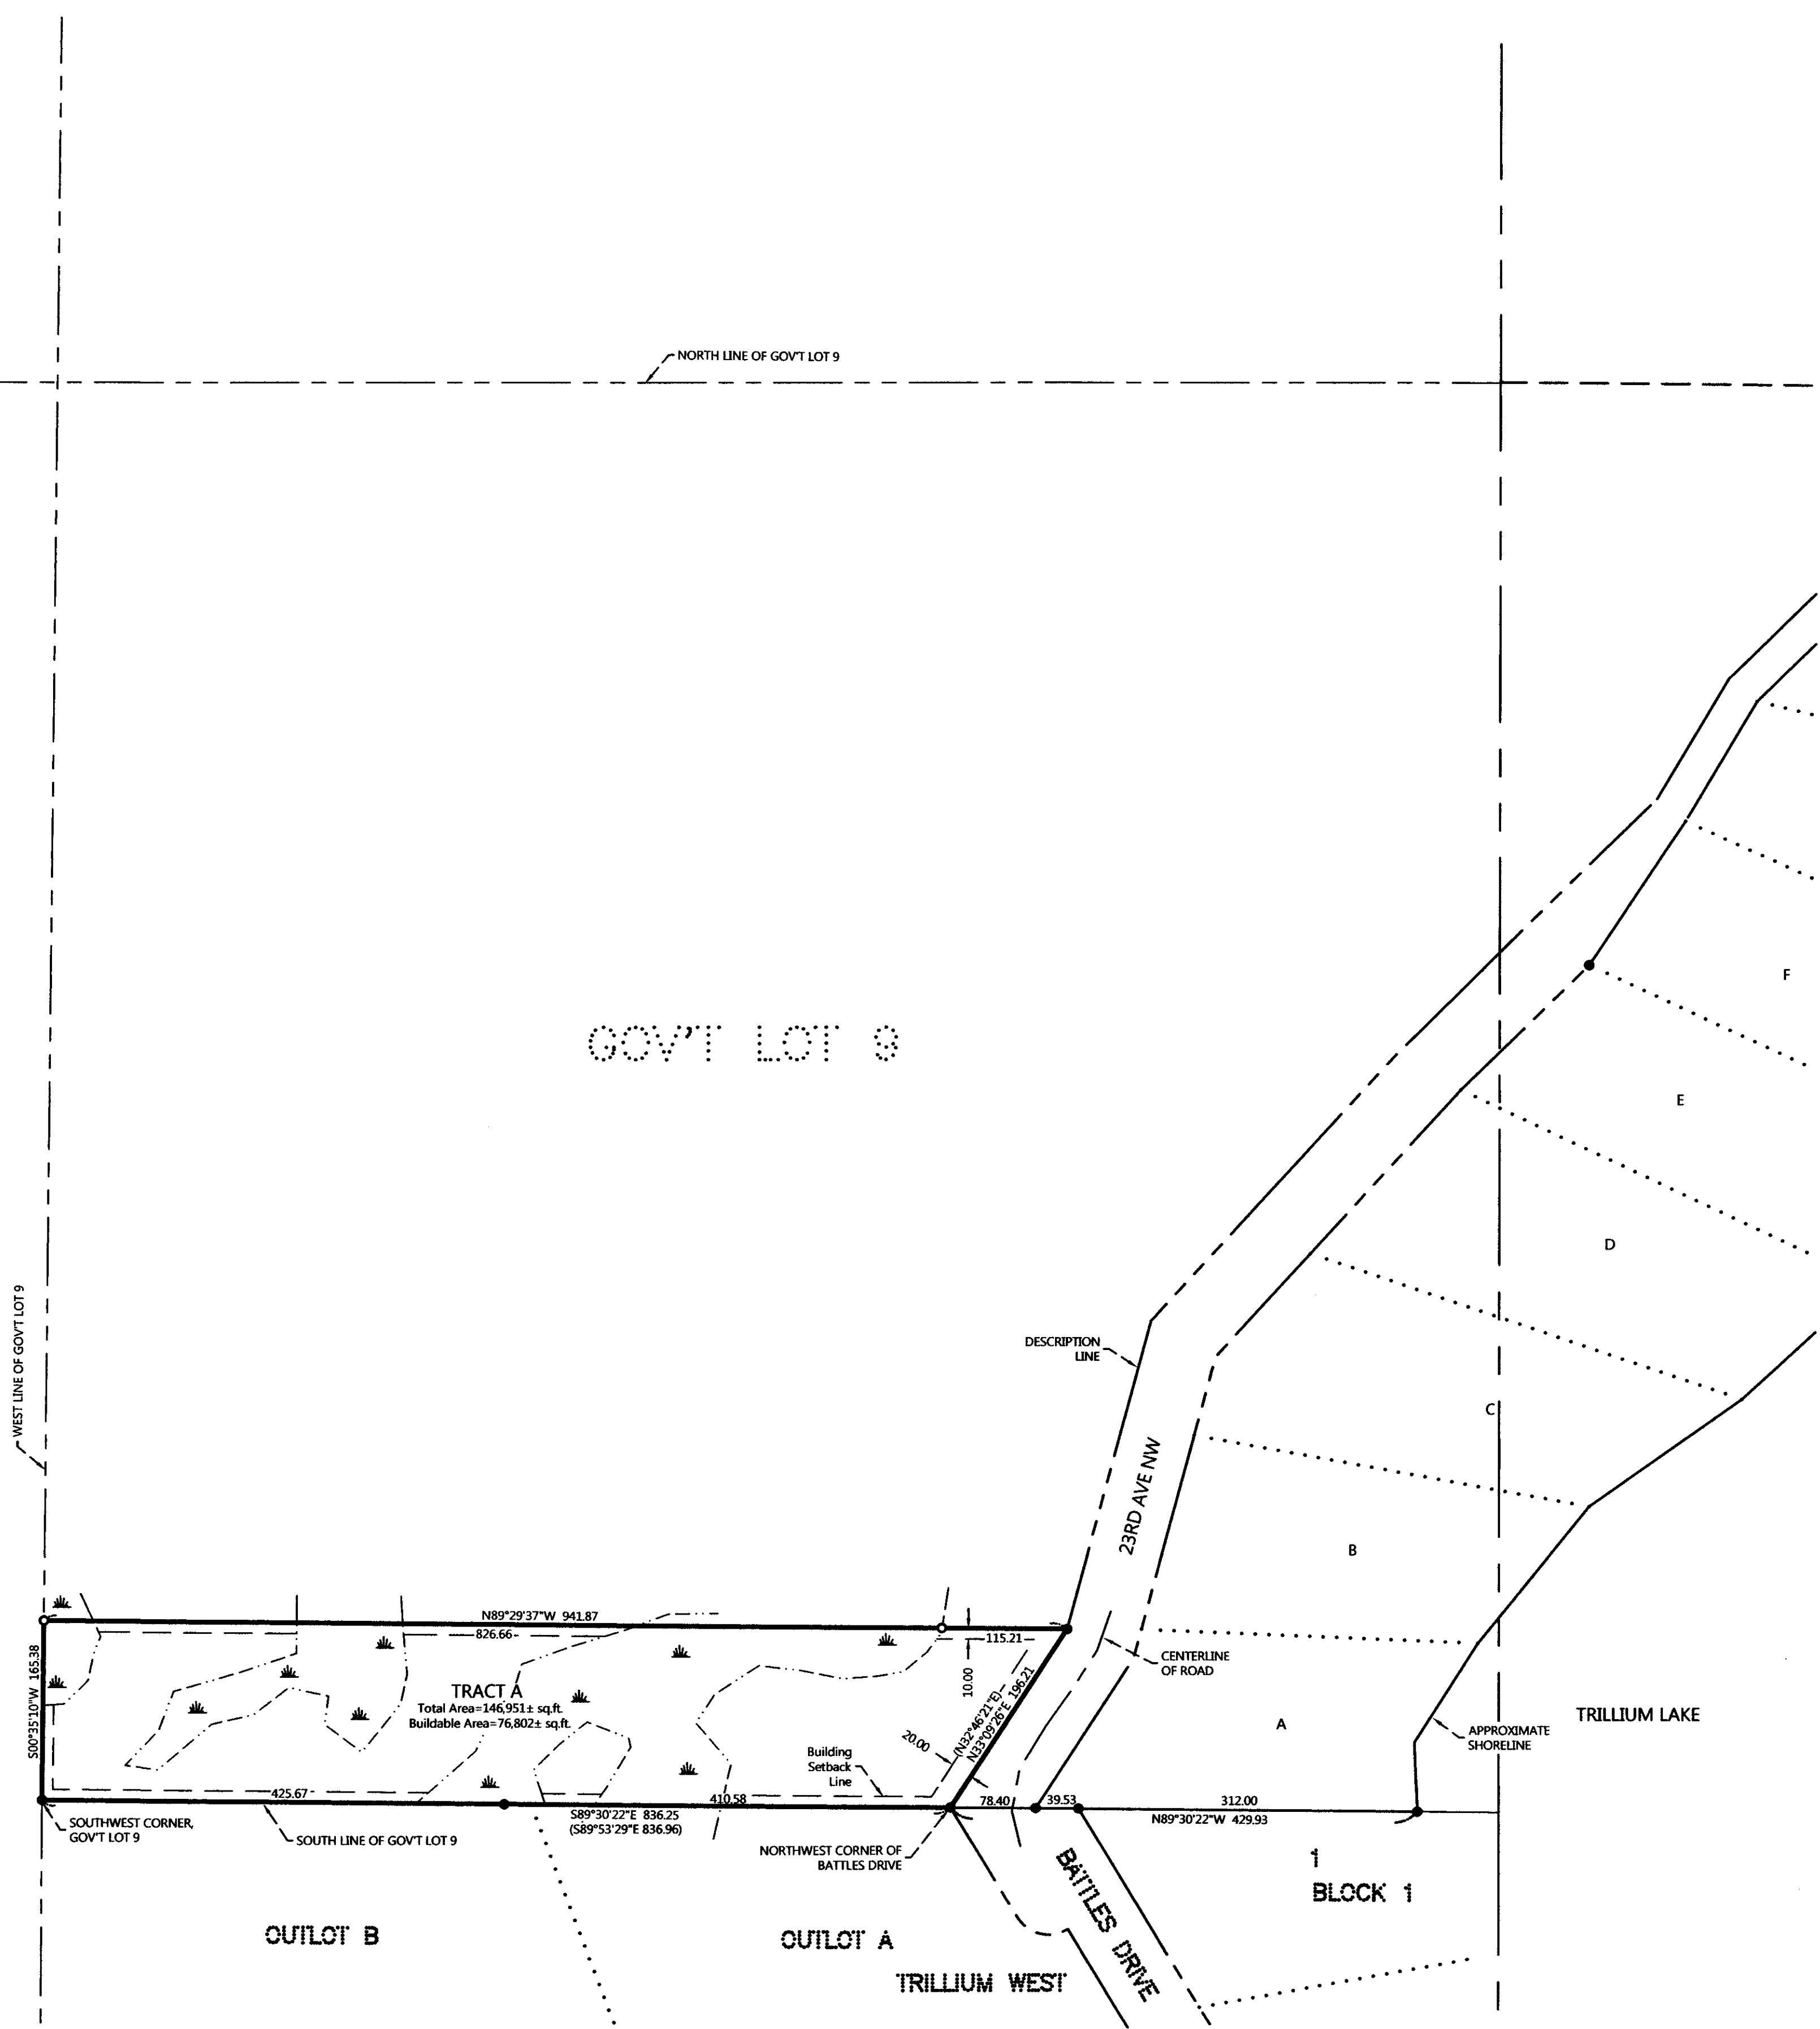 NORTH LINE OF GOV'T LOT 9
GOV'T LOT 9
F
E
D
WEST LINE OF GOV'T LOT 9
DESCRIPTION
LINE
C
23RD AVE NW
B
N89°29'37"W 941.87
826.66
115.21
10.00
S00°35'10"W 165.38
TRACT A
Total Area=146,951± sq.ft.
Buildable Area=76,802± sq.ft.
20.00
(N32°46'21"E)
N33°09'26"E 196.21
CENTERLINE
OF ROAD
A
APPROXIMATE
SHORELINE
TRILLIUM LAKE
Building
Setback
Line
425.67
410.58
78.40
39.53
312.00
S89°30'22"E 836.25
(S89°53'29"E 836.96)
N89°30'22"W 429.93
SOUTHWEST CORNER,
GOV'T LOT 9
SOUTH LINE OF GOV'T LOT 9
NORTHWEST CORNER OF
BATTLES DRIVE
1
BLOCK 1
BATTLES DRIVE
OUTLOT B
OUTLOT A
TRILLIUM WEST